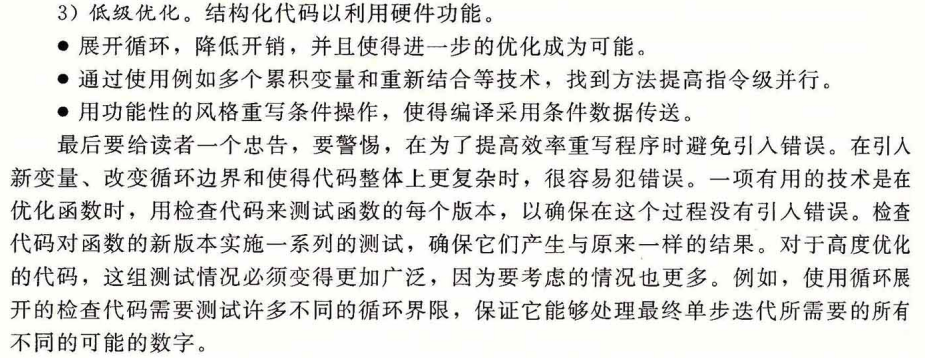 3）低级优化。结构化代码以利用硬件功能。
● 展开循环，降低开销，并且使得进一步的优化成为可能。
● 通过使用例如多个累积变量和重新结合等技术，找到方法提高指令级并行。
● 用功能性的风格重写条件操作，使得编译采用条件数据传送。
最后要给读者一个忠告，要警惕，在为了提高效率重写程序时避免引入错误。在引入
新变量、改变循环边界和使得代码整体上更复杂时，很容易犯错误。一项有用的技术是在
优化函数时，用检查代码来测试函数的每个版本，以确保在这个过程没有引入错误。检查
代码对函数的新版本实施一系列的测试，确保它们产生与原来一样的结果。对于高度优化
的代码，这组测试情况必须变得更加广泛，因为要考虑的情况也更多。例如，使用循环展
开的检查代码需要测试许多不同的循环界限，保证它能够处理最终单步迭代所需要的所有
不同的可能的数字。